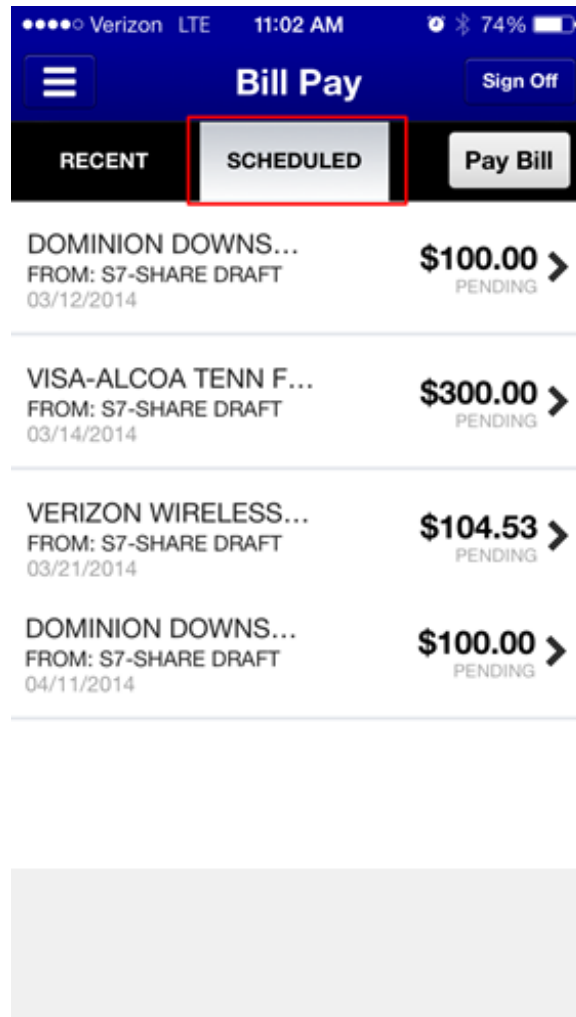 Verizon LTE 11:02 AM 74%
Bill Pay Sign Off
RECENT SCHEDULED Pay Bill
DOMINION DOWNS...
$100.00
FROM: S7-SHARE DRAFT
PENDING
03/12/2014
VISA-ALCOA TENN F...
$300.00
FROM: S7-SHARE DRAFT
PENDING
03/14/2014
VERIZON WIRELESS...
$104.53
FROM: S7-SHARE DRAFT
PENDING
03/21/2014
DOMINION DOWNS...
$100.00
FROM: S7-SHARE DRAFT
PENDING
04/11/2014